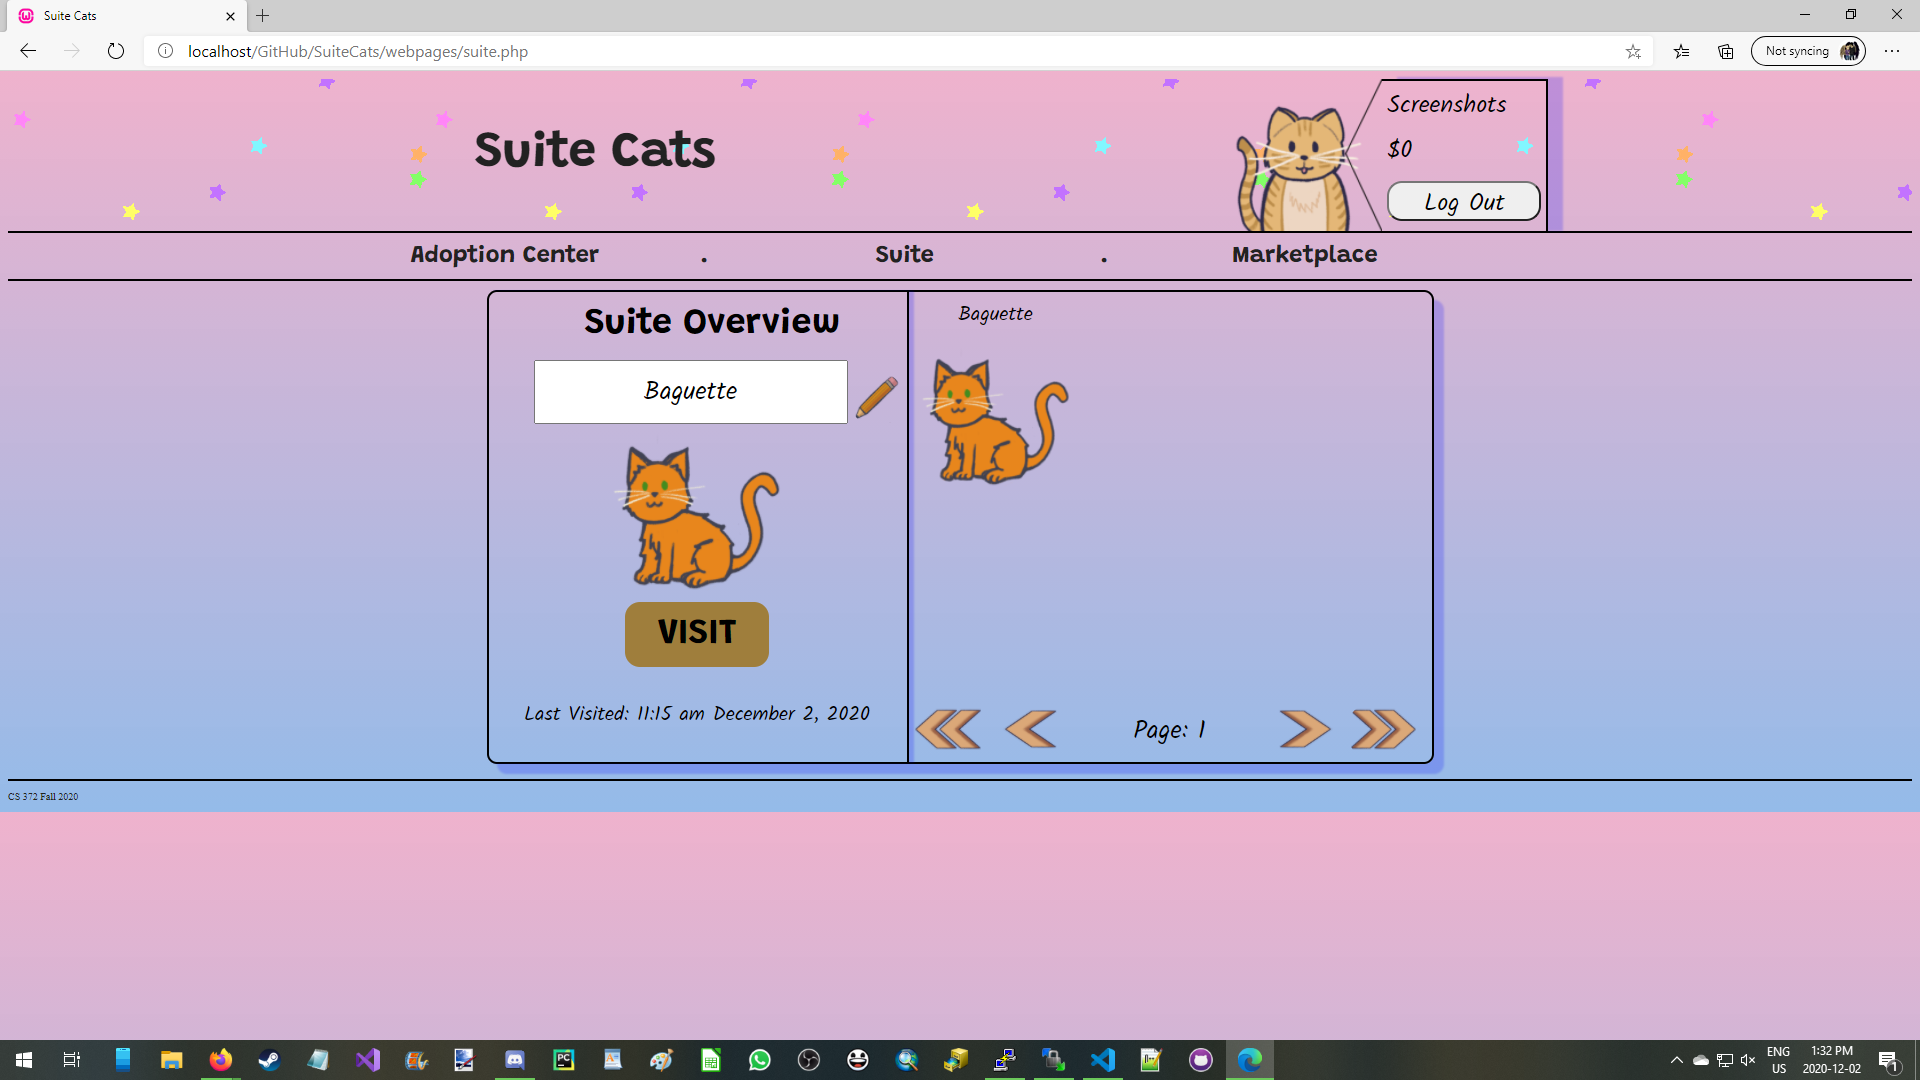 Suite Cats
localhost/GitHub/SuiteCats/webpages/suite.php
Not syncing
Suite Cats
Screenshots
$0
Log Out
Adoption Center . Suite . Marketplace
Suite Overview
Baguette
VISIT
Last Visited: 11:15 am December 2, 2020
Baguette
Page: 1
CS 372 Fall 2020
ENG
US
1:32 PM
2020-12-02
1